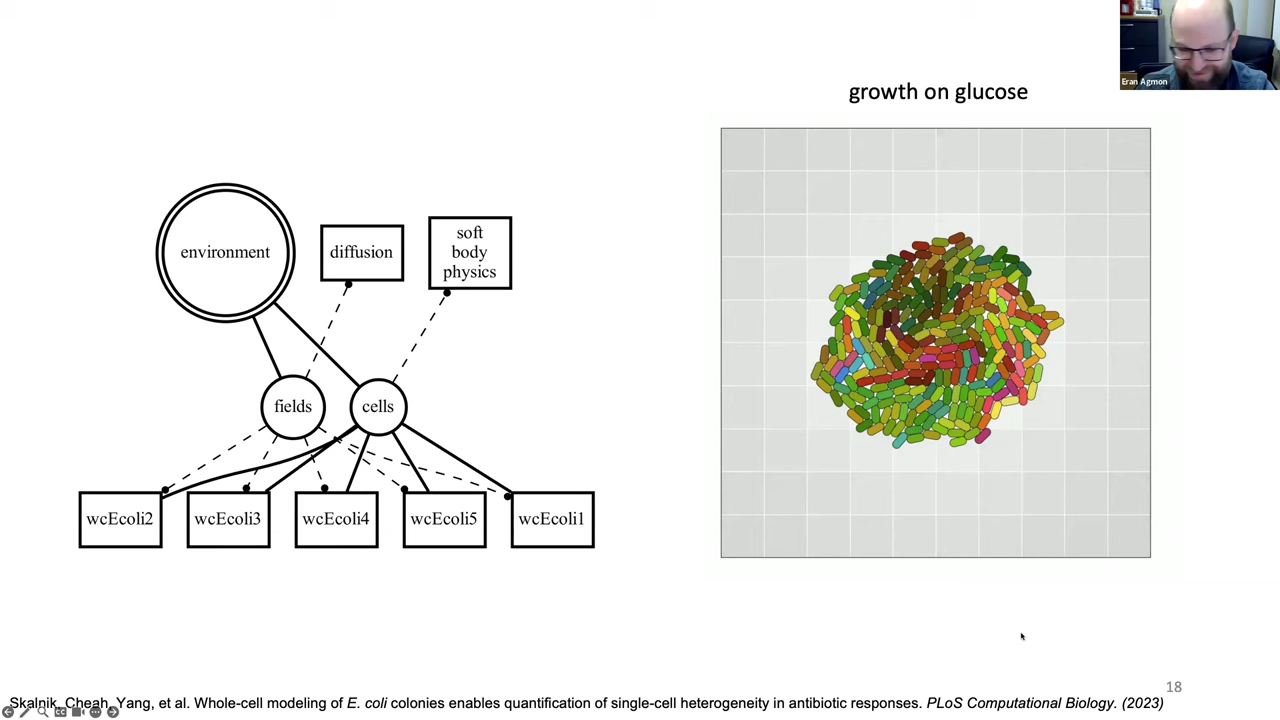 Eran Agmon
growth on glucose
environment
diffusion
soft
body
physics
fields
cells
wcEcoli2
wcEcoli3
wcEcoli4
wcEcoli5
wcEcoli1
18
Skalnik, Cheah, Yang, et al. Whole-cell modeling of E. coli colonies enables quantification of single-cell heterogeneity in antibiotic responses. PLoS Computational Biology. (2023)